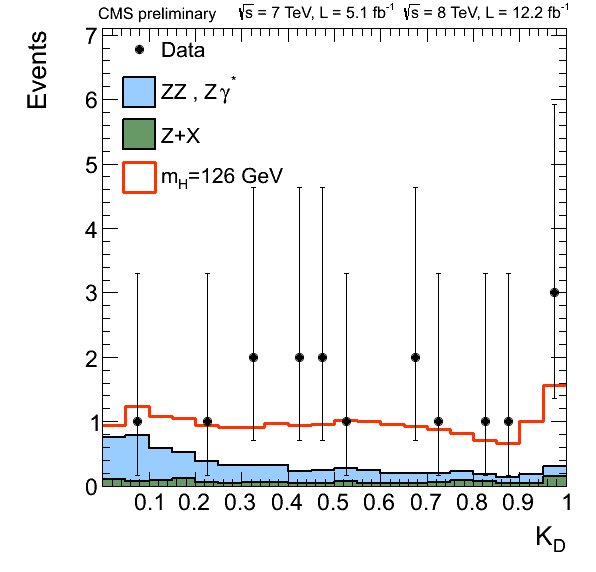 CMS preliminary √s = 7 TeV, L = 5.1 fb⁻¹ √s = 8 TeV, L = 12.2 fb⁻¹
Events
7
6
5
4
3
2
1
0
Data
ZZ , Zγ*
Z+X
m_H=126 GeV
0.1 0.2 0.3 0.4 0.5 0.6 0.7 0.8 0.9 1
K_D